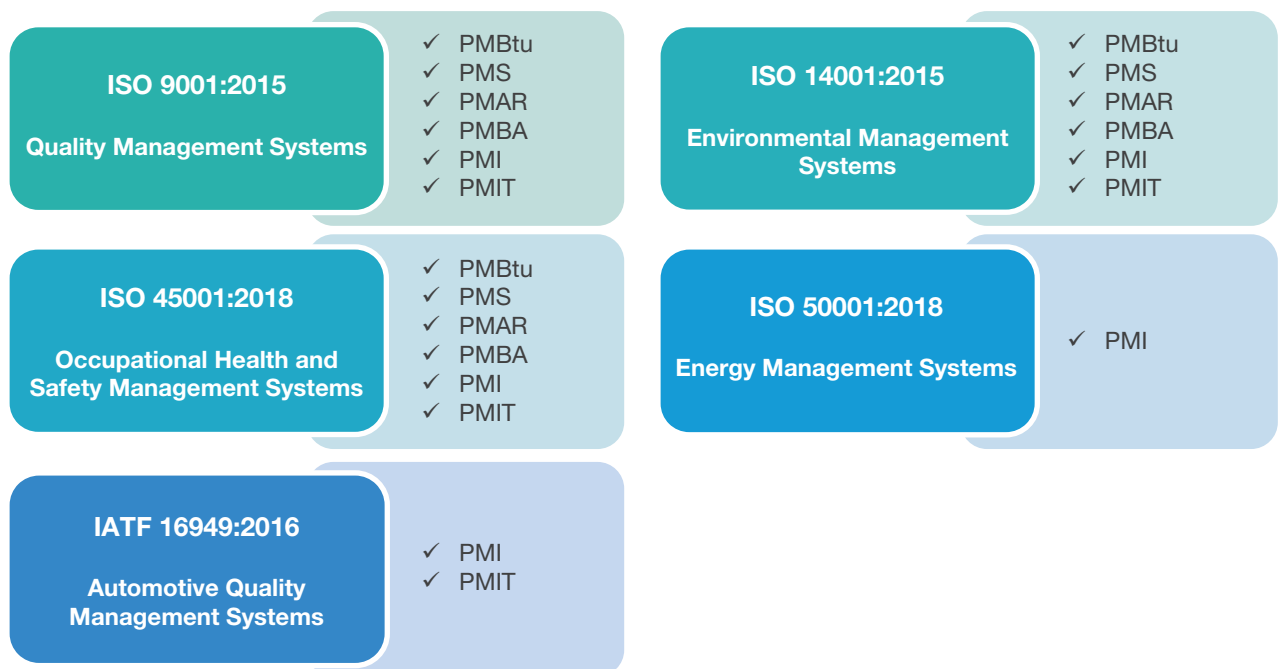 ISO 9001:2015
Quality Management Systems
✓ PMBtu
✓ PMS
✓ PMAR
✓ PMBA
✓ PMI
✓ PMIT
ISO 14001:2015
Environmental Management
Systems
✓ PMBtu
✓ PMS
✓ PMAR
✓ PMBA
✓ PMI
✓ PMIT
ISO 45001:2018
Occupational Health and
Safety Management Systems
✓ PMBtu
✓ PMS
✓ PMAR
✓ PMBA
✓ PMI
✓ PMIT
ISO 50001:2018
Energy Management Systems
✓ PMI
IATF 16949:2016
Automotive Quality
Management Systems
✓ PMI
✓ PMIT